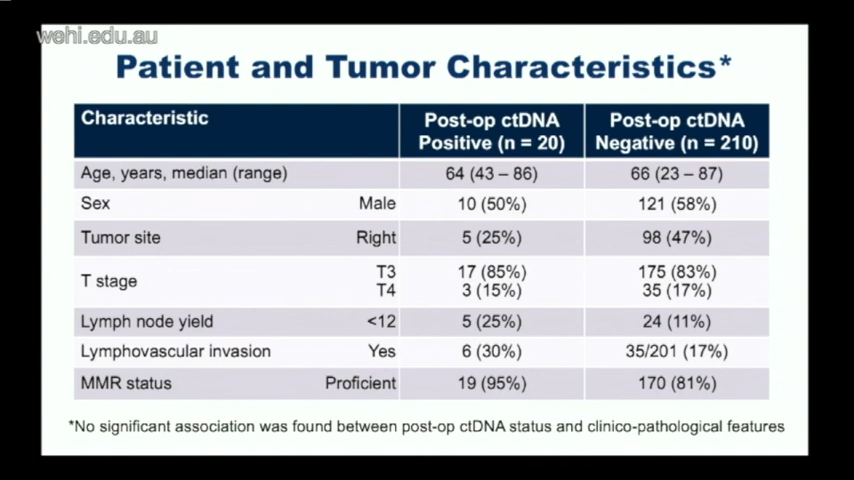 wehi.edu.au
Patient and Tumor Characteristics*
Characteristic Post-op ctDNA Positive (n = 20) Post-op ctDNA Negative (n = 210)
Age, years, median (range) 64 (43 – 86) 66 (23 – 87)
Sex Male 10 (50%) 121 (58%)
Tumor site Right 5 (25%) 98 (47%)
T stage T3 17 (85%) 175 (83%)
T4 3 (15%) 35 (17%)
Lymph node yield <12 5 (25%) 24 (11%)
Lymphovascular invasion Yes 6 (30%) 35/201 (17%)
MMR status Proficient 19 (95%) 170 (81%)
*No significant association was found between post-op ctDNA status and clinico-pathological features